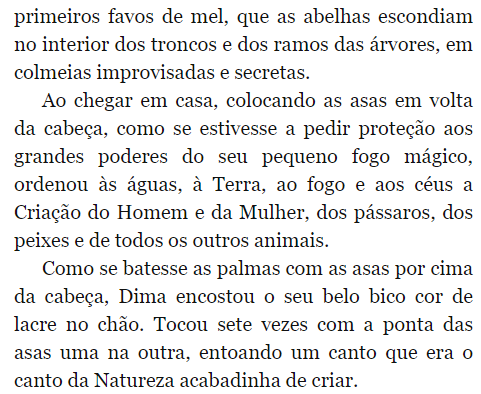 primeiros favos de mel, que as abelhas escondiam
no interior dos troncos e dos ramos das árvores, em
colmeias improvisadas e secretas.
Ao chegar em casa, colocando as asas em volta
da cabeça, como se estivesse a pedir proteção aos
grandes poderes do seu pequeno fogo mágico,
ordenou às águas, à Terra, ao fogo e aos céus a
Criação do Homem e da Mulher, dos pássaros, dos
peixes e de todos os outros animais.
Como se batesse as palmas com as asas por cima
da cabeça, Dima encostou o seu belo bico cor de
lacre no chão. Tocou sete vezes com a ponta das
asas uma na outra, entoando um canto que era o
canto da Natureza acabadinha de criar.